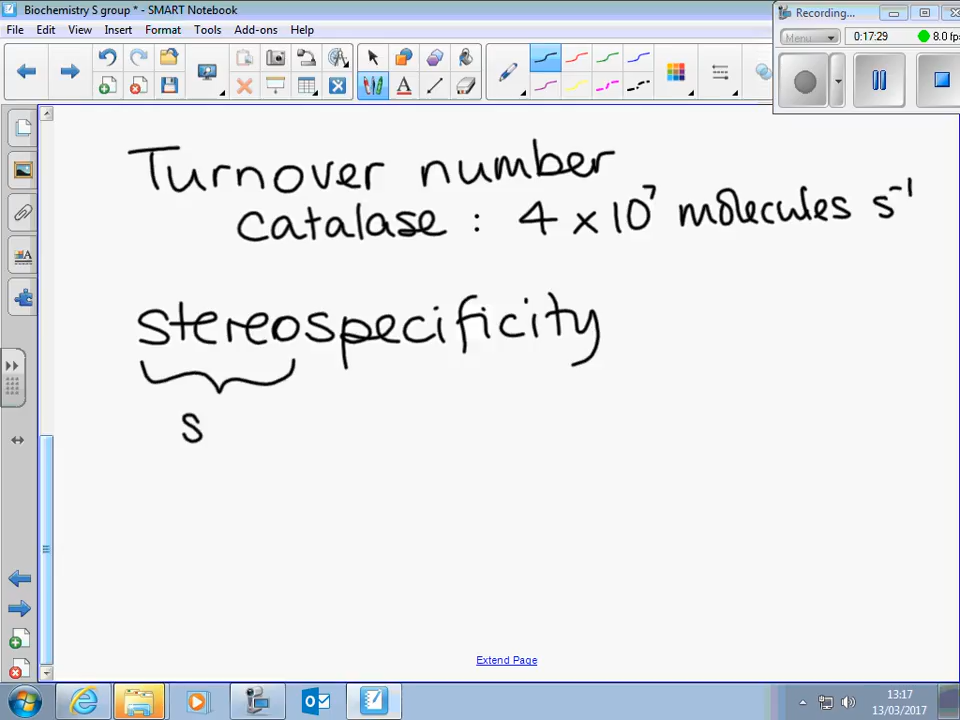 Biochemistry S group * - SMART Notebook
Recording...
File Edit View Insert Format Tools Add-ons Help
Menu 0:17:29 8.0 fp
Turnover number
catalase : 4 x 10⁷ molecules s⁻¹
stereospecificity
s
Extend Page
13:17
13/03/2017